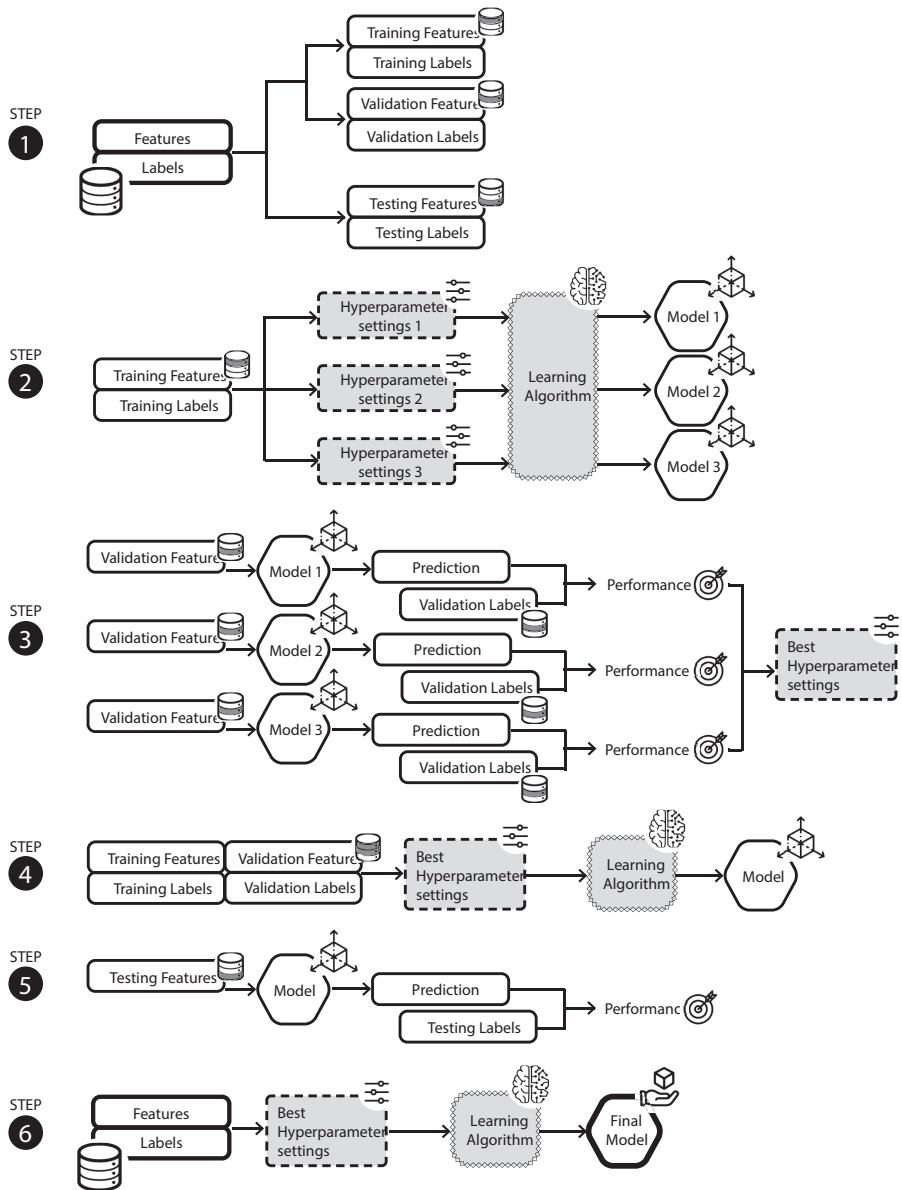 STEP
1
Features
Labels
Training Features
Training Labels
Validation Feature
Validation Labels
Testing Features
Testing Labels
STEP
2
Training Features
Training Labels
Hyperparameter
settings 1
Hyperparameter
settings 2
Hyperparameter
settings 3
Learning
Algorithm
Model 1
Model 2
Model 3
STEP
3
Validation Feature
Model 1
Prediction
Validation Labels
Performance
Validation Feature
Model 2
Prediction
Validation Labels
Performance
Validation Feature
Model 3
Prediction
Validation Labels
Performance
Best
Hyperparameter
settings
STEP
4
Training Features
Validation Feature
Training Labels
Validation Labels
Best
Hyperparameter
settings
Learning
Algorithm
Model
STEP
5
Testing Features
Model
Prediction
Testing Labels
Performanc
STEP
6
Features
Labels
Best
Hyperparameter
settings
Learning
Algorithm
Final
Model